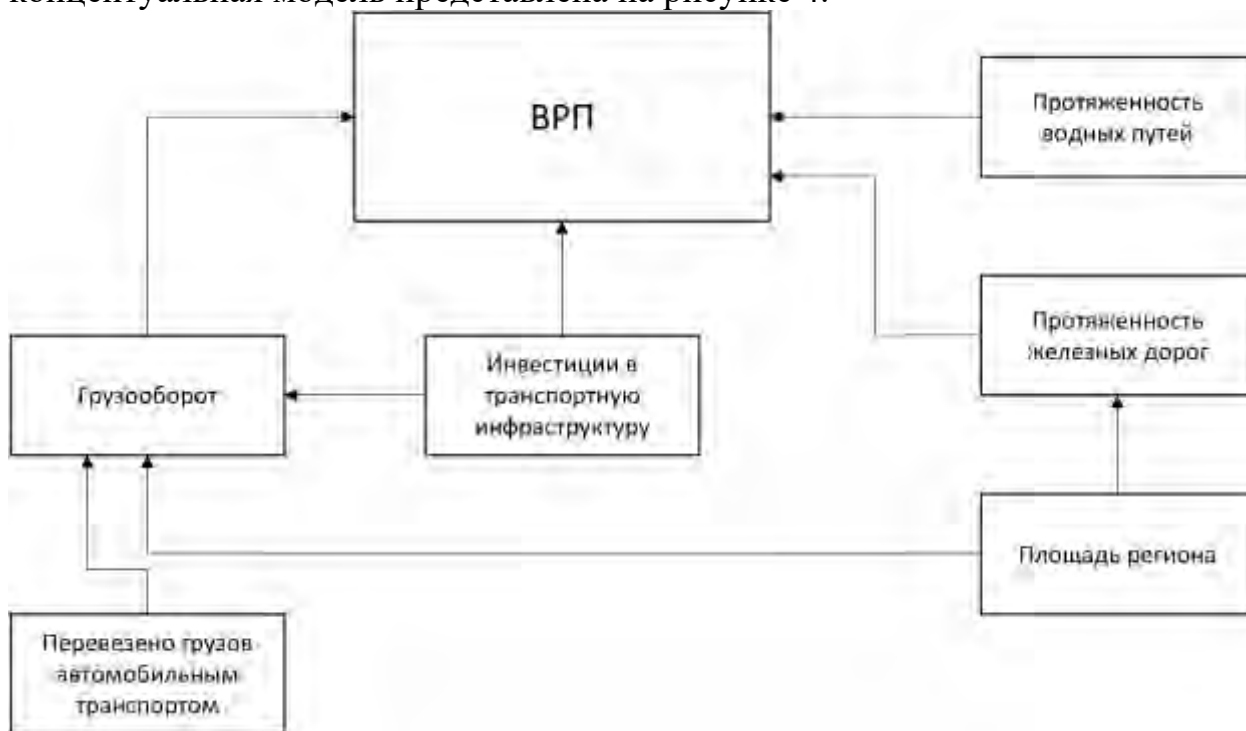 концептуальная модель представлена на рисунке 4.
ВРП
Протяженность
водных путей
Протяженность
железных дорог
Грузооборот
Инвестиции в
транспортную
инфраструктуру
Площадь региона
Перевезено грузов
автомобильным
транспортом